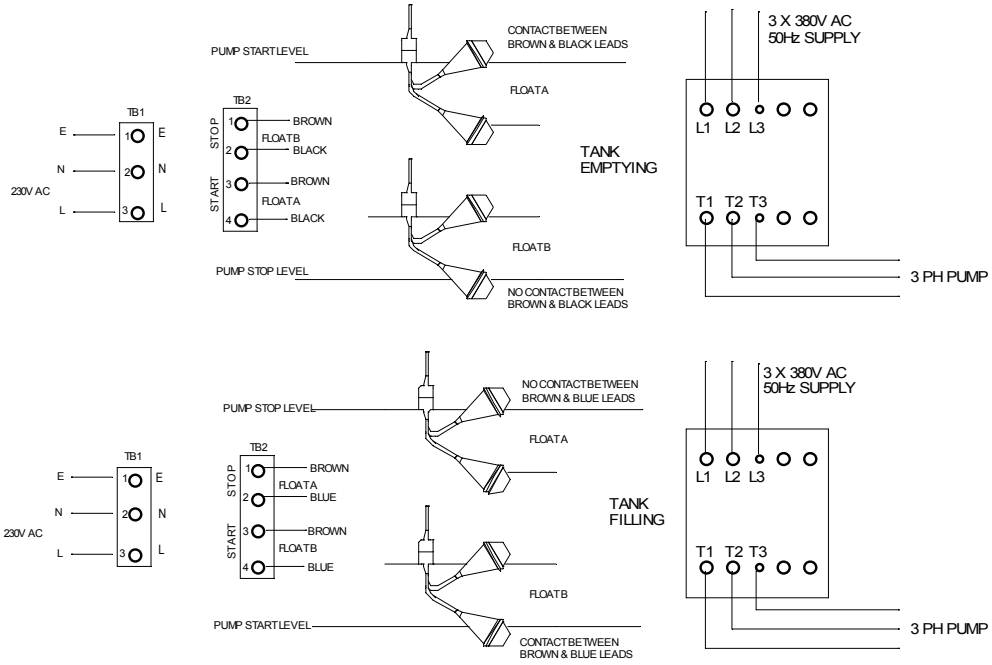 3 X 380V AC
50Hz SUPPLY
CONTACT BETWEEN
BROWN & BLACK LEADS
PUMP START LEVEL
FLOAT A
TB1
E
1
E
N
2
N
230V AC
L
3
L
TB2
STOP
1
BROWN
FLOAT B
2
BLACK
START
3
BROWN
FLOAT A
4
BLACK
L1 L2 L3
TANK
EMPTYING
T1 T2 T3
FLOAT B
PUMP STOP LEVEL
NO CONTACT BETWEEN
BROWN & BLACK LEADS
3 PH PUMP
3 X 380V AC
50Hz SUPPLY
NO CONTACT BETWEEN
BROWN & BLUE LEADS
PUMP STOP LEVEL
FLOAT A
TB1
E
1
E
N
2
N
230V AC
L
3
L
TB2
STOP
1
BROWN
FLOAT A
2
BLUE
START
3
BROWN
FLOAT B
4
BLUE
L1 L2 L3
TANK
FILLING
T1 T2 T3
FLOAT B
PUMP START LEVEL
CONTACT BETWEEN
BROWN & BLUE LEADS
3 PH PUMP